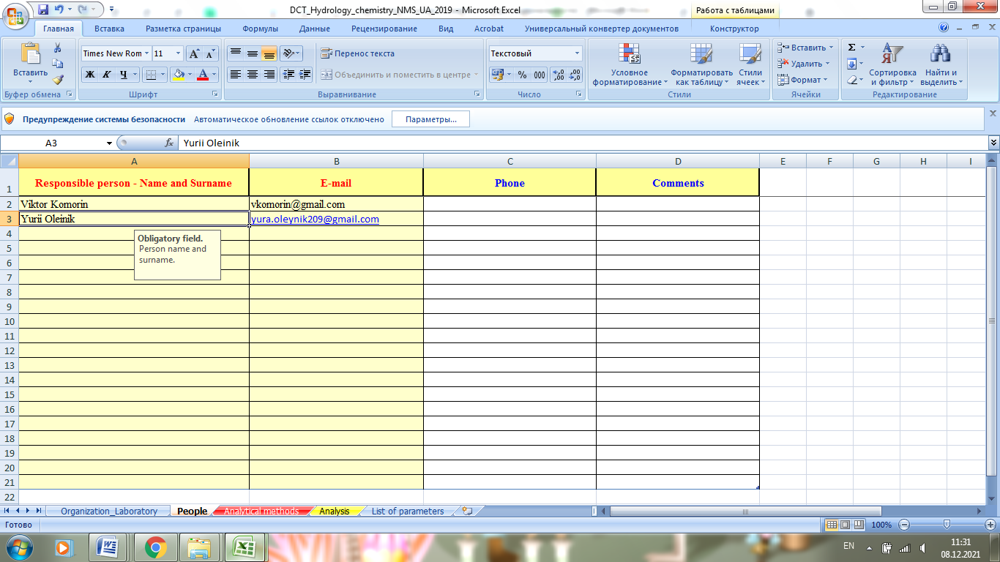 DCT_Hydrology_chemistry_NMS_UA_2019 - Microsoft Excel
Работа с таблицами
Главная Вставка Разметка страницы Формулы Данные Рецензирование Вид Acrobat Универсальный конвертер документов Конструктор
Вставить
Буфер обмена
Times New Rom 11
Ж К Ч
Шрифт
Перенос текста
Объединить и поместить в центре
Выравнивание
Текстовый
% 000
Число
Условное форматирование
Форматировать как таблицу
Стили ячеек
Стили
Вставить
Удалить
Формат
Ячейки
Сортировка и фильтр
Найти и выделить
Редактирование
Предупреждение системы безопасности Автоматическое обновление ссылок отключено Параметры...
A3 fx Yurii Oleinik
A B C D E F G H I
1 Responsible person - Name and Surname E-mail Phone Comments
2 Viktor Komorin vkomorin@gmail.com
3 Yurii Oleinik yura.oleynik209@gmail.com
Obligatory field.
Person name and
surname.
4
5
6
7
8
9
10
11
12
13
14
15
16
17
18
19
20
21
22
Organization_Laboratory People Analytical methods Analysis List of parameters
Готово 100%
EN 11:31
08.12.2021